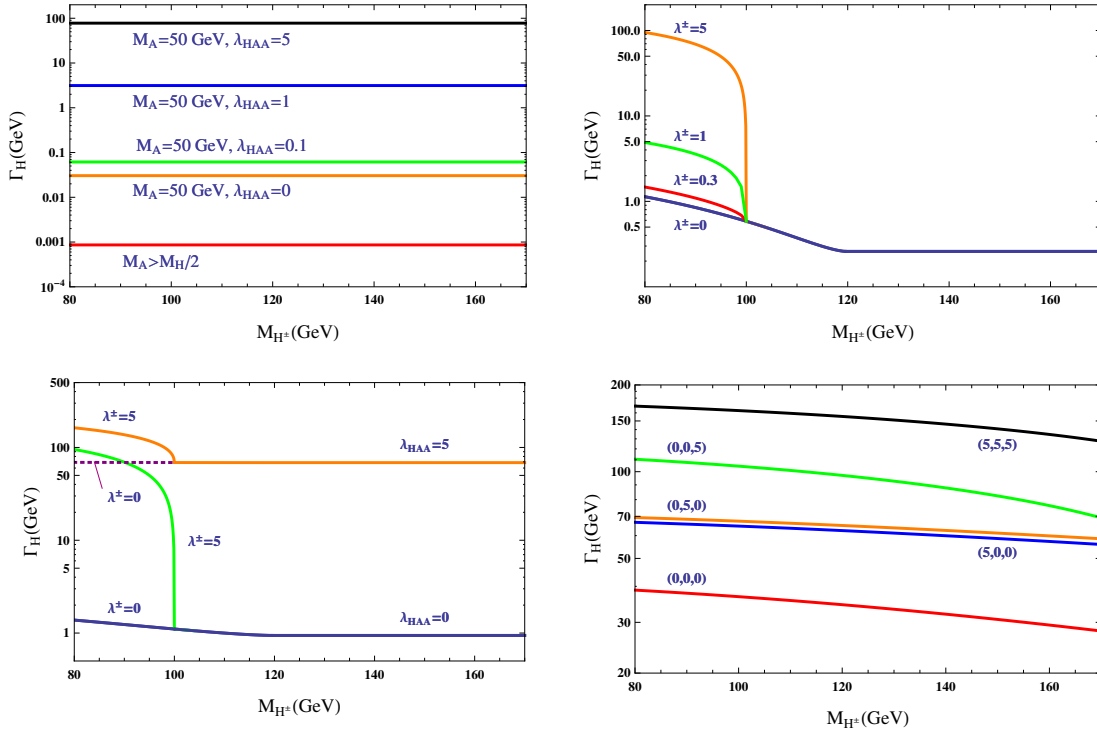 100
10
1
0.1
0.01
0.001
10⁻⁴
Γ_H(GeV)
M_A=50 GeV, λ_HAA=5
M_A=50 GeV, λ_HAA=1
M_A=50 GeV, λ_HAA=0.1
M_A=50 GeV, λ_HAA=0
M_A>M_H/2
80 100 120 140 160
M_H±(GeV)
100.0
50.0
10.0
5.0
1.0
0.5
Γ_H(GeV)
λ±=5
λ±=1
λ±=0.3
λ±=0
80 100 120 140 160
M_H±(GeV)
500
100
50
10
5
1
Γ_H(GeV)
λ±=5
λ_HAA=5
λ±=0
λ±=5
λ±=0
λ_HAA=0
80 100 120 140 160
M_H±(GeV)
200
150
100
70
50
30
20
Γ_H(GeV)
(5,5,5)
(0,0,5)
(0,5,0)
(5,0,0)
(0,0,0)
80 100 120 140 160
M_H±(GeV)